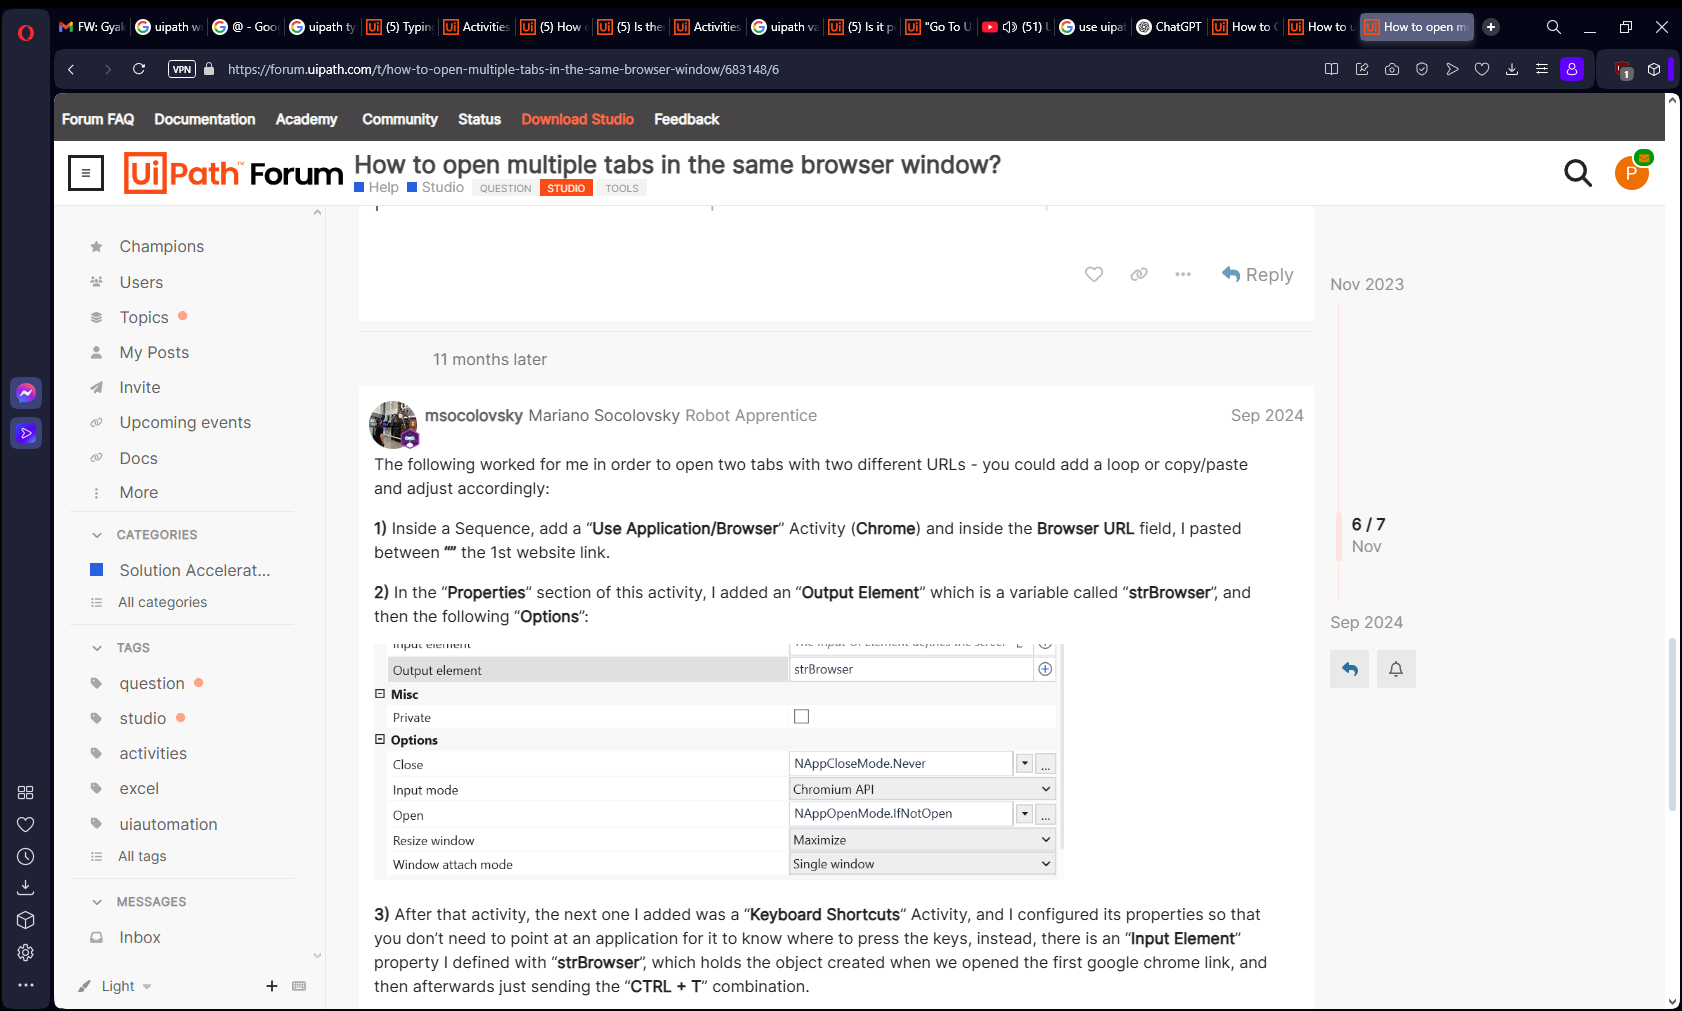 FW: Gyak
uipath w
@ - Goo
uipath ty
(5) Typin
Activities
(5) How
(5) Is the
Activities
uipath va
(5) Is it p
"Go To U
(51) U
use uipat
ChatGPT
How to C
How to u
How to open m
VPN
https://forum.uipath.com/t/how-to-open-multiple-tabs-in-the-same-browser-window/683148/6
1
Forum FAQ Documentation Academy Community Status Download Studio Feedback
UiPath™ Forum
How to open multiple tabs in the same browser window?
Help Studio QUESTION STUDIO TOOLS
P
Champions
Users
Topics
My Posts
Invite
Upcoming events
Docs
More
CATEGORIES
Solution Accelerat...
All categories
TAGS
question
studio
activities
excel
uiautomation
All tags
MESSAGES
Inbox
Light
Reply
11 months later
msocolovsky Mariano Socolovsky Robot Apprentice
Sep 2024
The following worked for me in order to open two tabs with two different URLs - you could add a loop or copy/paste
and adjust accordingly:
1) Inside a Sequence, add a “Use Application/Browser” Activity (Chrome) and inside the Browser URL field, I pasted
between “” the 1st website link.
2) In the “Properties” section of this activity, I added an “Output Element” which is a variable called “strBrowser”, and
then the following “Options”:
Input element
Output element strBrowser
Misc
Private
Options
Close NAppCloseMode.Never ...
Input mode Chromium API
Open NAppOpenMode.IfNotOpen ...
Resize window Maximize
Window attach mode Single window
3) After that activity, the next one I added was a “Keyboard Shortcuts” Activity, and I configured its properties so that
you don’t need to point at an application for it to know where to press the keys, instead, there is an “Input Element”
property I defined with “strBrowser”, which holds the object created when we opened the first google chrome link, and
then afterwards just sending the “CTRL + T” combination.
Nov 2023
6 / 7
Nov
Sep 2024